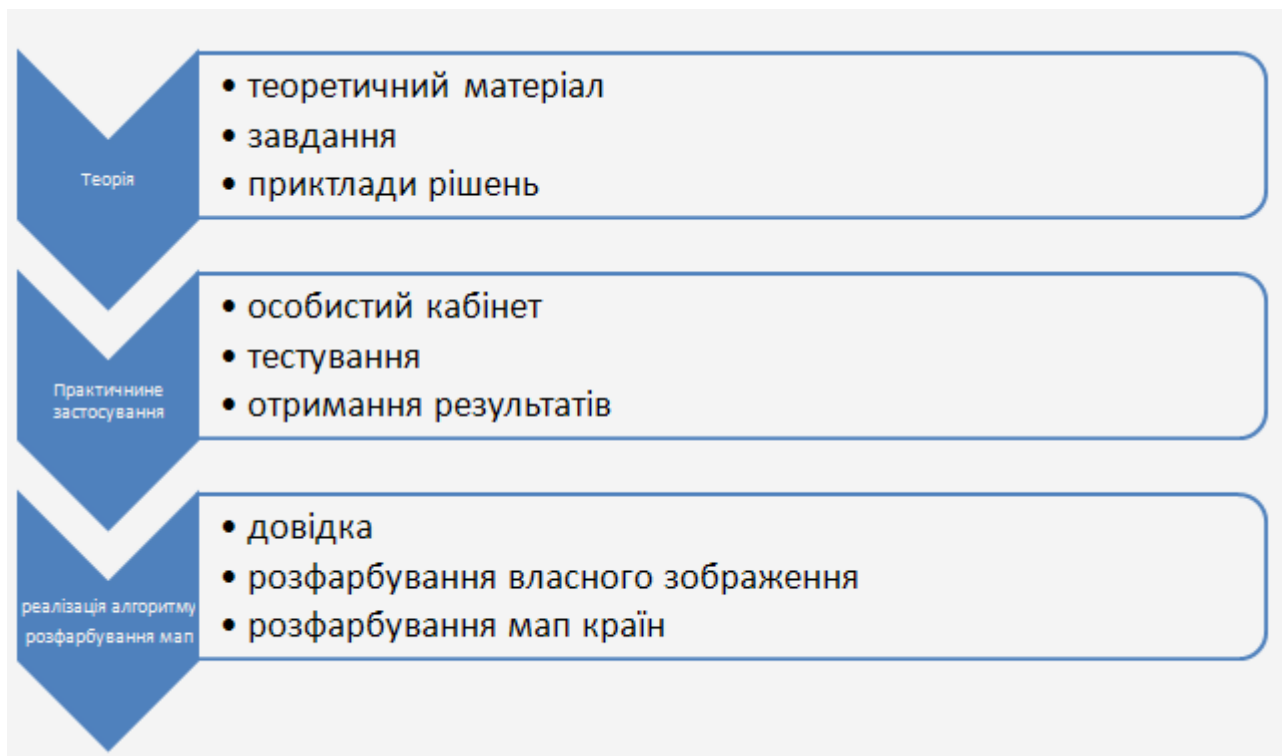 Теорія
• теоретичний матеріал
• завдання
• приктлади рішень
Практичнине
застосування
• особистий кабінет
• тестування
• отримання результатів
реалізація алгоритму
розфарбування мап
• довідка
• розфарбування власного зображення
• розфарбування мап країн